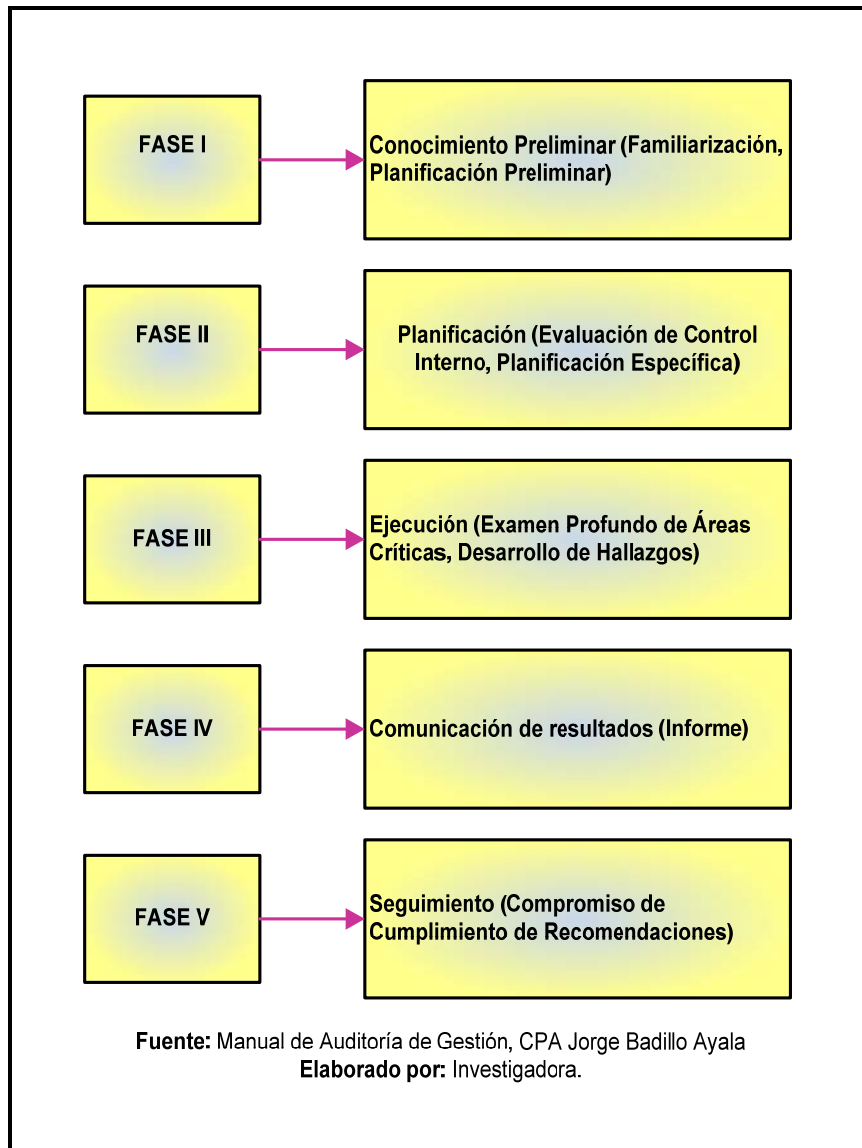 FASE I
Conocimiento Preliminar (Familiarización,
Planificación Preliminar)
FASE II
Planificación (Evaluación de Control
Interno, Planificación Específica)
FASE III
Ejecución (Examen Profundo de Áreas
Críticas, Desarrollo de Hallazgos)
FASE IV
Comunicación de resultados (Informe)
FASE V
Seguimiento (Compromiso de
Cumplimiento de Recomendaciones)
Fuente: Manual de Auditoría de Gestión, CPA Jorge Badillo Ayala
Elaborado por: Investigadora.